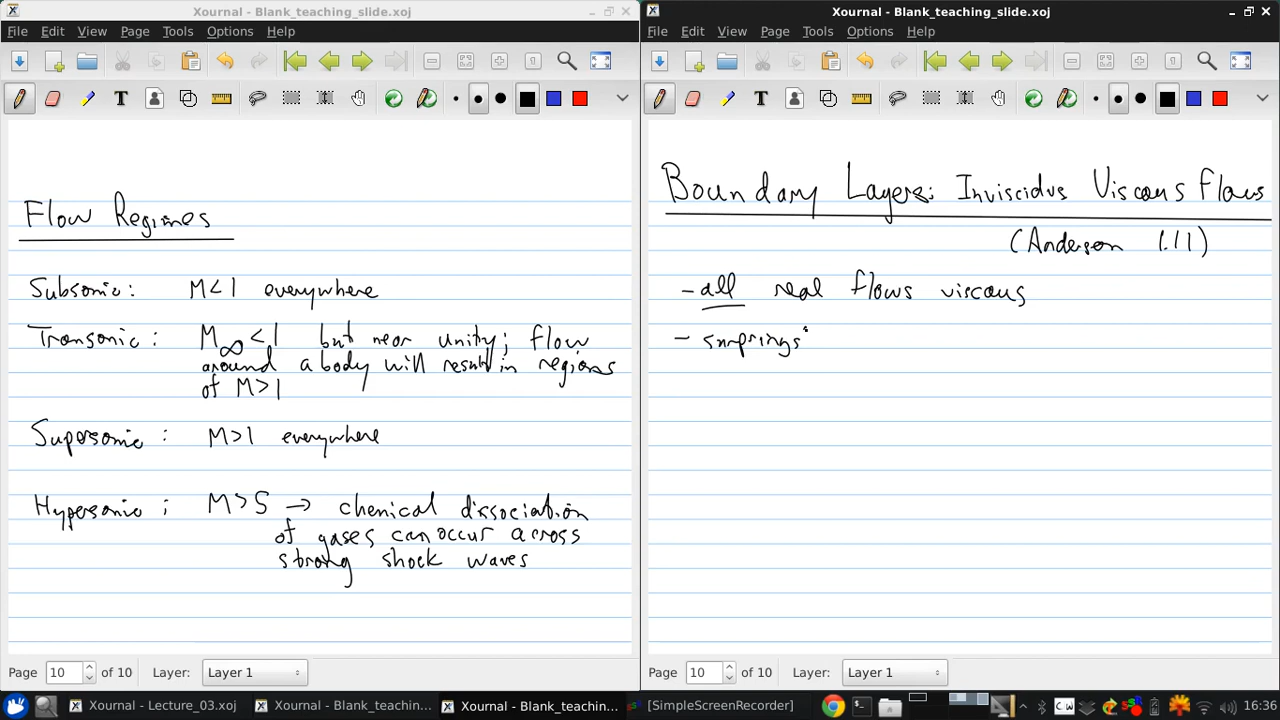 Xournal - Blank_teaching_slide.xoj
File Edit View Page Tools Options Help
Flow Regimes
Subsonic: M<1 everywhere
Transonic: M∞<1 but near unity; flow
around a body will result in regions
of M>1
Supersonic: M>1 everywhere
Hypersonic: M>5 → chemical dissociation
of gases can occur across
strong shock waves
Page 10 of 10 Layer: Layer 1
Xournal - Blank_teaching_slide.xoj
File Edit View Page Tools Options Help
Boundary Layers: Inviscid vs Viscous Flows
(Anderson 1.11)
- all real flows viscous
- surprings
Page 10 of 10 Layer: Layer 1
Xournal - Lecture_03.xoj Xournal - Blank_teachin... Xournal - Blank_teachin... [SimpleScreenRecorder] 16:36